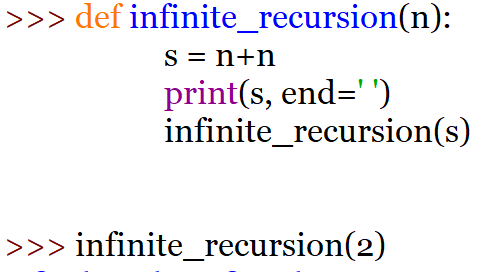 >>> def infinite_recursion(n):
s = n+n
print(s, end=' ')
infinite_recursion(s)
>>> infinite_recursion(2)